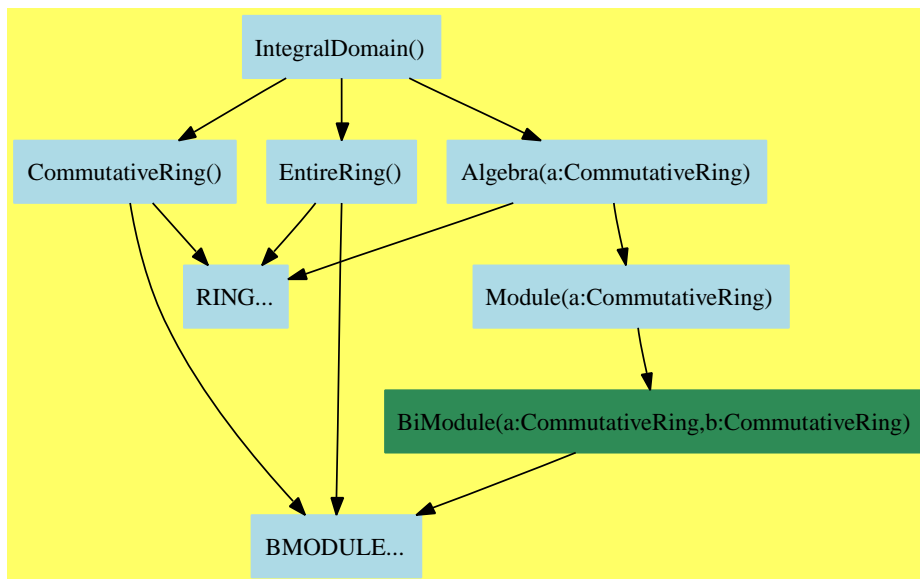 IntegralDomain()
CommutativeRing()
EntireRing()
Algebra(a:CommutativeRing)
RING...
Module(a:CommutativeRing)
BiModule(a:CommutativeRing,b:CommutativeRing)
BMODULE...